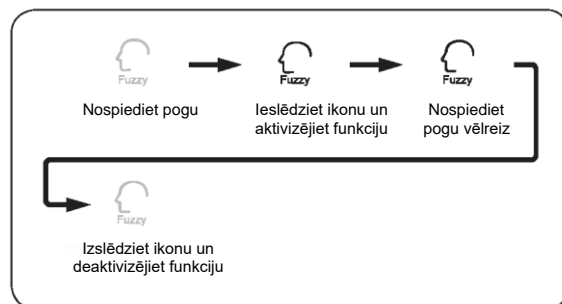 Fuzzy
Fuzzy
Fuzzy
Nospiediet pogu
Ieslēdziet ikonu un
aktivizējiet funkciju
Nospiediet
pogu vēlreiz
Fuzzy
Izslēdziet ikonu un
deaktivizējiet funkciju